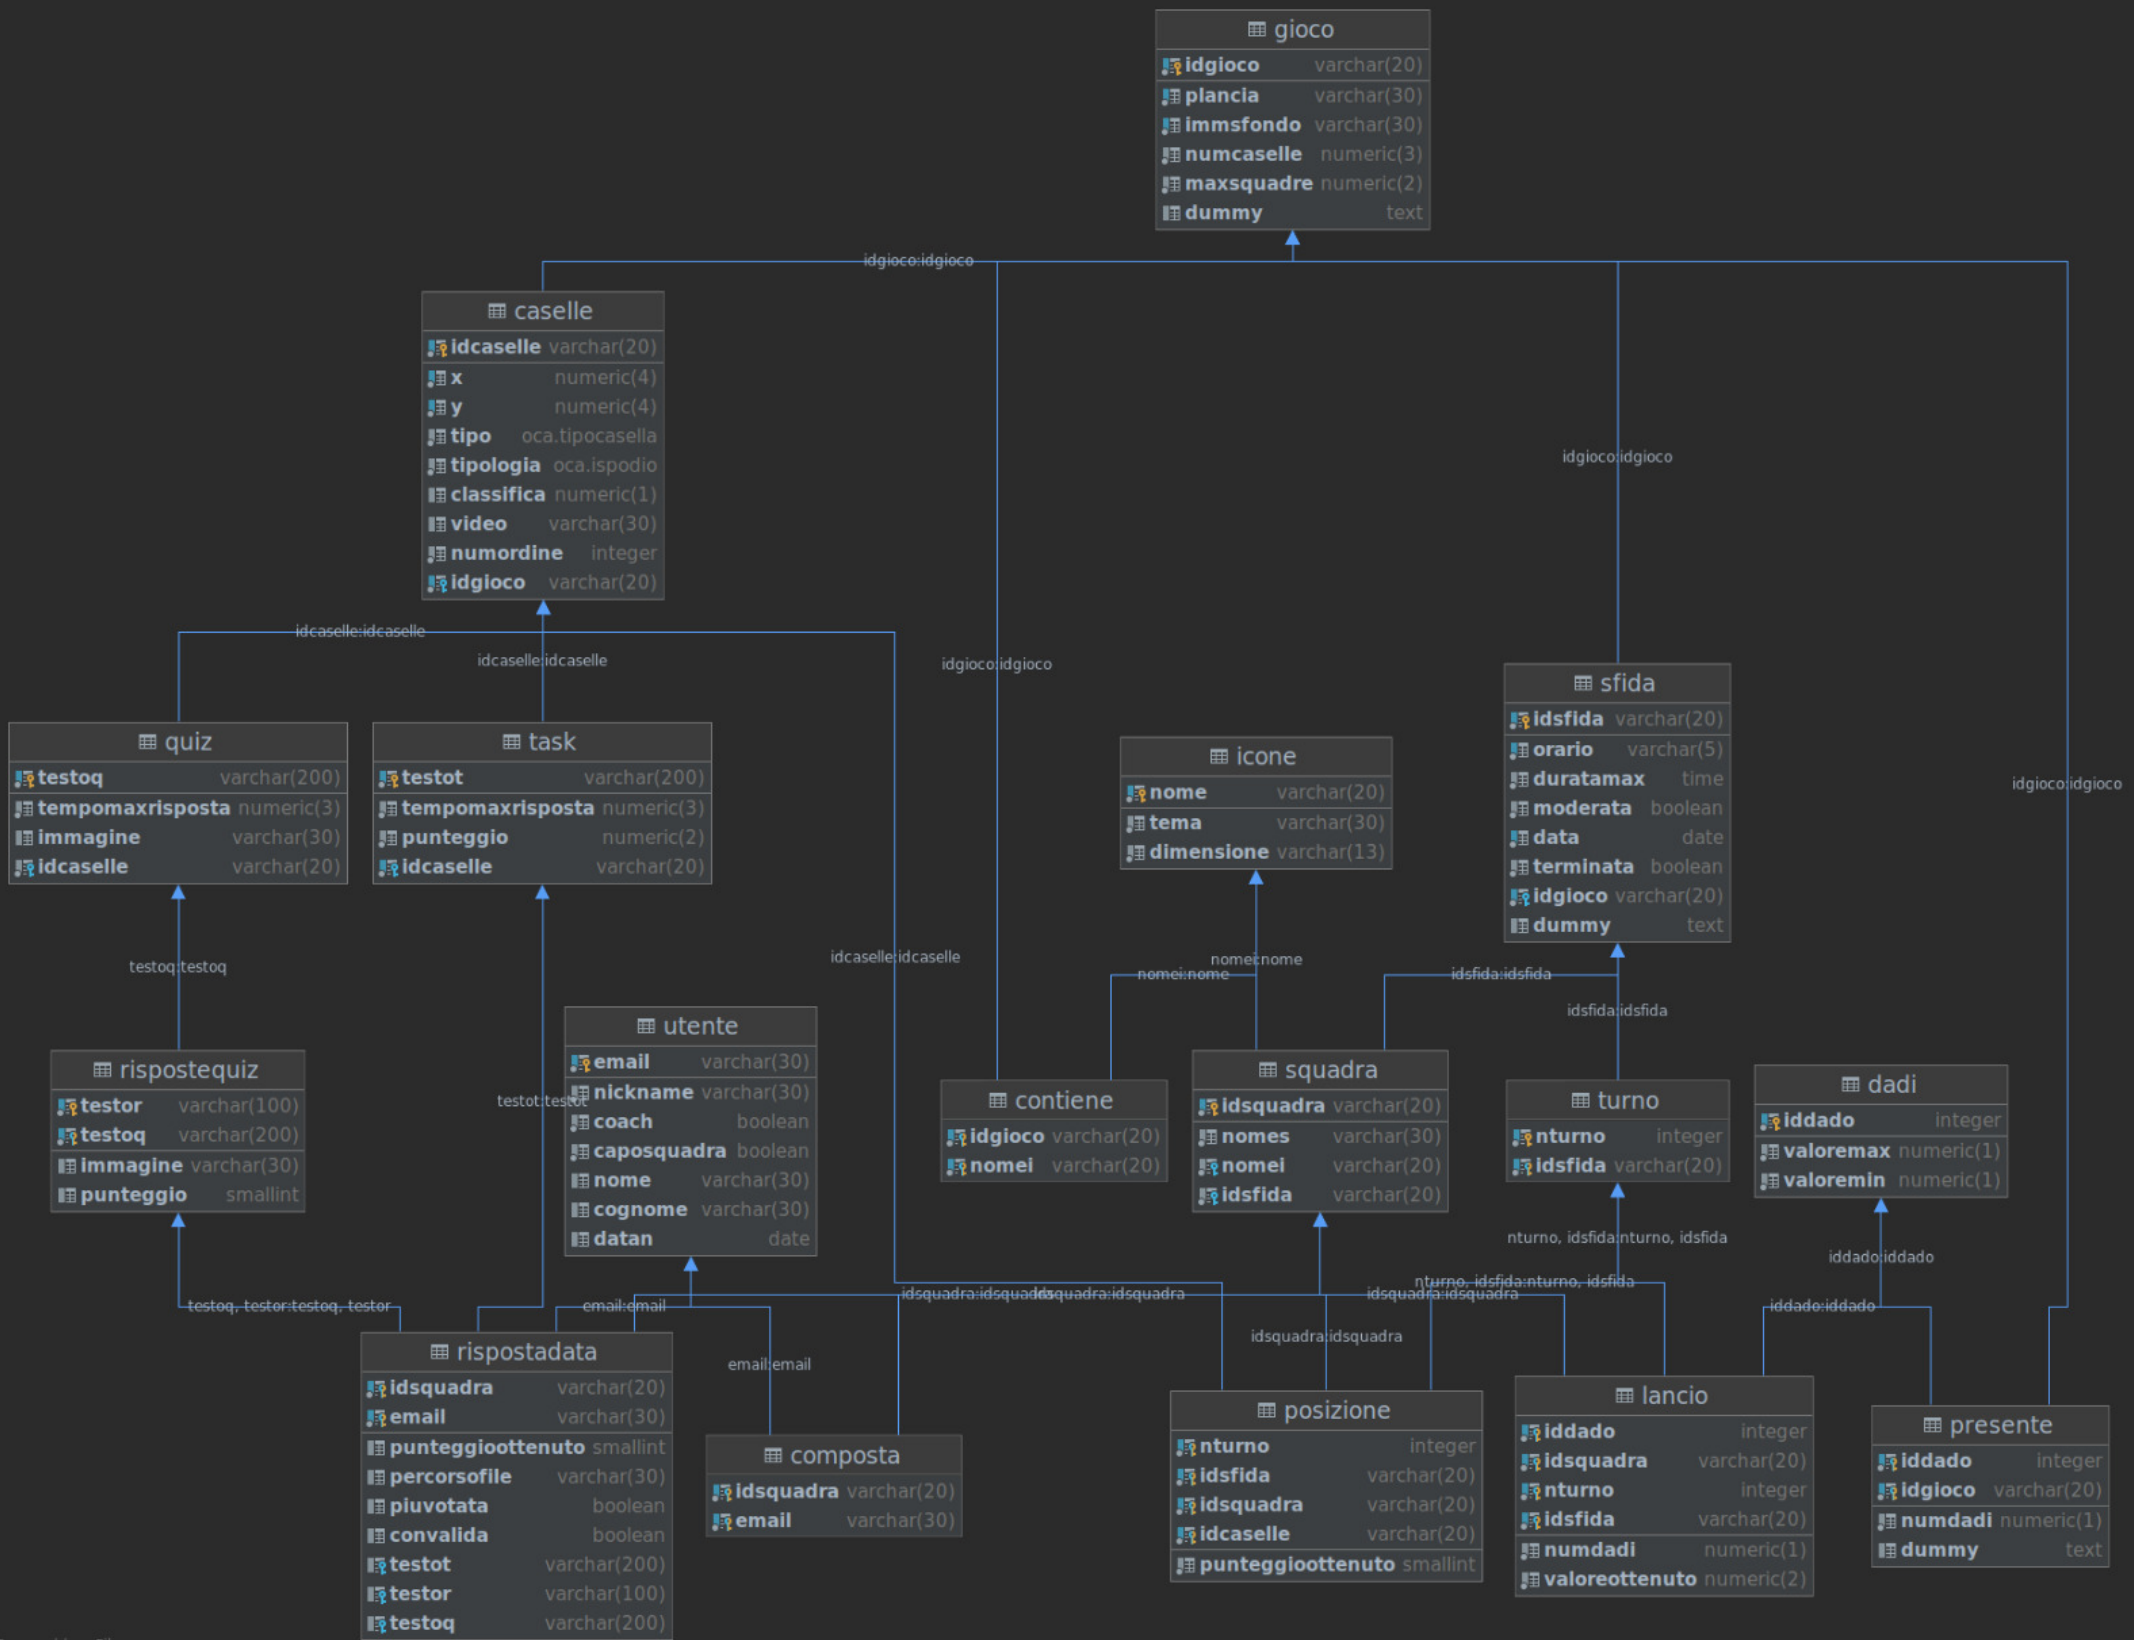 gioco
idgioco varchar(20)
plancia varchar(30)
immsfondo varchar(30)
numcaselle numeric(3)
maxsquadre numeric(2)
dummy text
idgioco:idgioco
caselle
idcaselle varchar(20)
x numeric(4)
y numeric(4)
tipo oca.tipocasella
tipologia oca.ispodio
classifica numeric(1)
video varchar(30)
numordine integer
idgioco varchar(20)
idgioco:idgioco
idcaselle:idcaselle
idcaselle:idcaselle
idgioco:idgioco
idgioco:idgioco
quiz
testoq varchar(200)
tempomaxrisposta numeric(3)
immagine varchar(30)
idcaselle varchar(20)
task
testot varchar(200)
tempomaxrisposta numeric(3)
punteggio numeric(2)
idcaselle varchar(20)
icone
nome varchar(20)
tema varchar(30)
dimensione varchar(13)
sfida
idsfida varchar(20)
orario varchar(5)
duratamax time
moderata boolean
data date
terminata boolean
idgioco varchar(20)
dummy text
testoq:testoq
idcaselle:idcaselle
nomei:nome
nomei:nome
idsfida:idsfida
idsfida:idsfida
rispostequiz
testor varchar(100)
testoq varchar(200)
immagine varchar(30)
punteggio smallint
testot:testot
utente
email varchar(30)
nickname varchar(30)
coach boolean
caposquadra boolean
nome varchar(30)
cognome varchar(30)
datan date
contiene
idgioco varchar(20)
nomei varchar(20)
squadra
idsquadra varchar(20)
nomes varchar(30)
nomei varchar(20)
idsfida varchar(20)
turno
nturno integer
idsfida varchar(20)
dadi
iddado integer
valoremax numeric(1)
valoremin numeric(1)
nturno, idsfida:nturno, idsfida
iddado:iddado
nturno, idsfida:nturno, idsfida
idsquadra:idsquadra
idsquadra:idsquadra
idsquadra:idsquadra
testoq, testor:testoq, testor
email:email
iddado:iddado
idsquadra:idsquadra
email:email
rispostadata
idsquadra varchar(20)
email varchar(30)
punteggioottenuto smallint
percorsofile varchar(30)
piuvotata boolean
convalida boolean
testot varchar(200)
testor varchar(100)
testoq varchar(200)
composta
idsquadra varchar(20)
email varchar(30)
posizione
nturno integer
idsfida varchar(20)
idsquadra varchar(20)
idcaselle varchar(20)
punteggioottenuto smallint
lancio
iddado integer
idsquadra varchar(20)
nturno integer
idsfida varchar(20)
numdadi numeric(1)
valoreottenuto numeric(2)
presente
iddado integer
idgioco varchar(20)
numdadi numeric(1)
dummy text